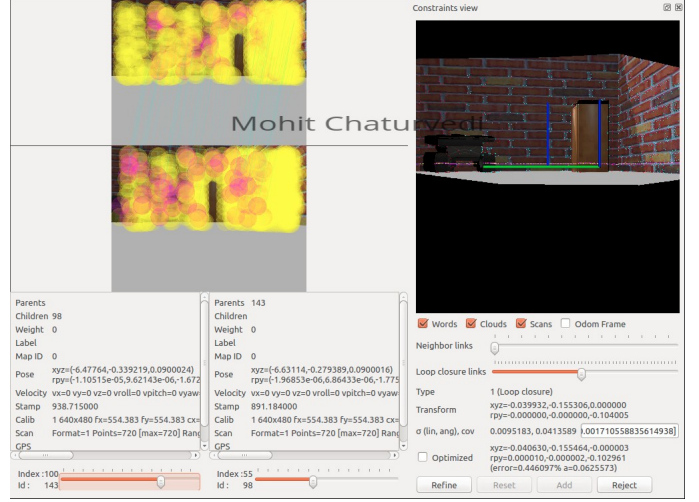 Constraints view
Mohit Chaturvedi
Parents
Children 98
Weight 0
Label
Map ID 0
Pose xyz=(-6.47764,-0.339219,0.0900024)
rpy=(-1.10515e-05,9.62143e-06,-1.672
Velocity vx=0 vy=0 vz=0 vroll=0 vpitch=0 vyaw=
Stamp 938.715000
Calib 1 640x480 fx=554.383 fy=554.383 cx=
Scan Format=1 Points=720 [max=720] Rang
GPS
Index :100
Id : 143
Parents 143
Children
Weight 0
Label
Map ID 0
Pose xyz=(-6.63114,-0.279389,0.0900016)
rpy=(-1.96853e-06,6.86433e-06,-1.775
Velocity vx=0 vy=0 vz=0 vroll=0 vpitch=0 vyaw
Stamp 891.184000
Calib 1 640x480 fx=554.383 fy=554.383 cx=
Scan Format=1 Points=720 [max=720] Rang
GPS
Index :55
Id : 98
Words Clouds Scans Odom Frame
Neighbor links
Loop closure links
Type 1 (Loop closure)
Transform xyz=-0.039932,-0.155306,0.000000
rpy=-0.000000,-0.000000,-0.104005
σ (lin, ang), cov 0.0095183, 0.0413589 .001710558835614938]
Optimized xyz=-0.040630,-0.155464,-0.000003
rpy=0.000010,-0.000002,-0.102961
(error=0.446097% a=0.0625573)
Refine Reset Add Reject